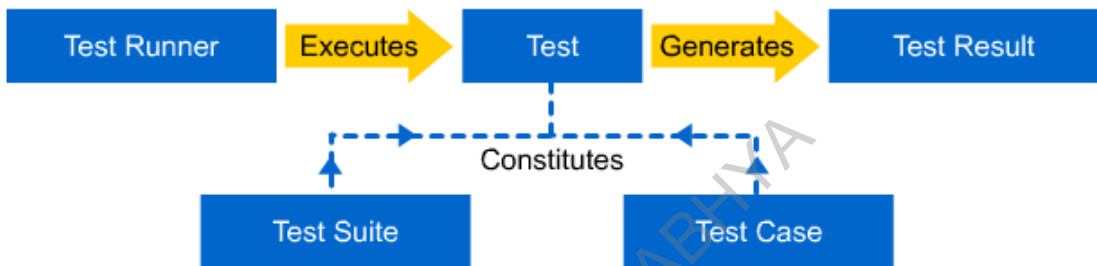 Test Runner Executes Test Generates Test Result
Constitutes
Test Suite Test Case